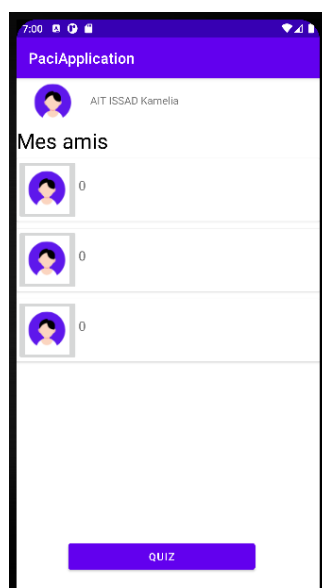 7:00
PaciApplication
AIT ISSAD Kamelia
Mes amis
0
0
0
QUIZ